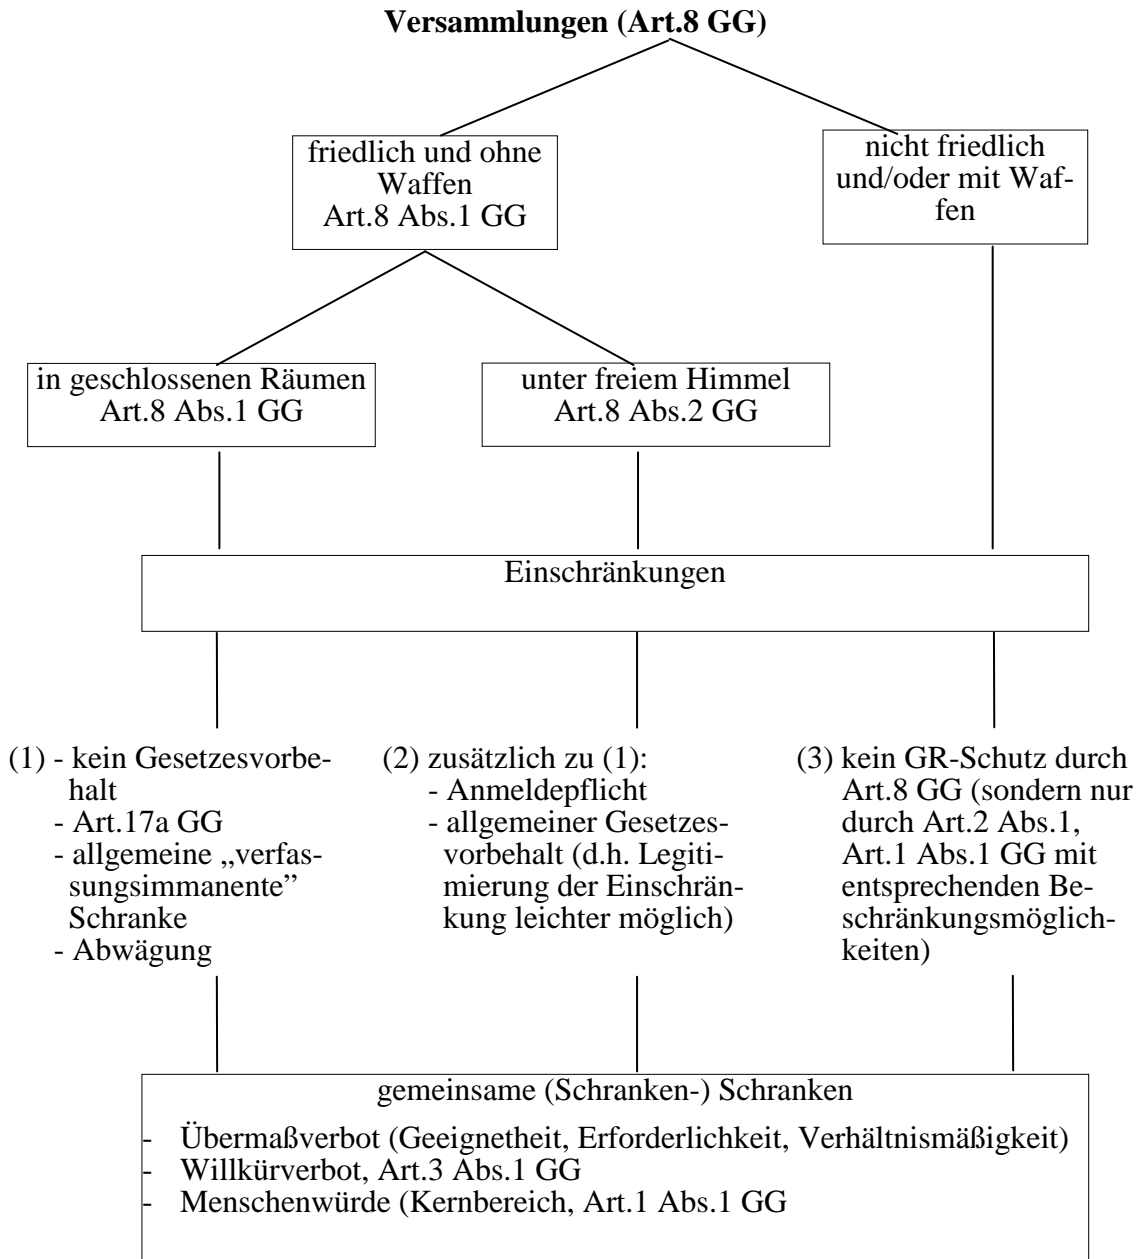 Versammlungen (Art.8 GG)
friedlich und ohne
Waffen
Art.8 Abs.1 GG
nicht friedlich
und/oder mit Waf-
fen
in geschlossenen Räumen
Art.8 Abs.1 GG
unter freiem Himmel
Art.8 Abs.2 GG
Einschränkungen
(1) - kein Gesetzesvorbe-
halt
- Art.17a GG
- allgemeine „verfas-
sungsimmanente”
Schranke
- Abwägung
(2) zusätzlich zu (1):
- Anmeldepflicht
- allgemeiner Gesetzes-
vorbehalt (d.h. Legiti-
mierung der Einschrän-
kung leichter möglich)
(3) kein GR-Schutz durch
Art.8 GG (sondern nur
durch Art.2 Abs.1,
Art.1 Abs.1 GG mit
entsprechenden Be-
schränkungsmöglich-
keiten)
gemeinsame (Schranken-) Schranken
- Übermaßverbot (Geeignetheit, Erforderlichkeit, Verhältnismäßigkeit)
- Willkürverbot, Art.3 Abs.1 GG
- Menschenwürde (Kernbereich, Art.1 Abs.1 GG